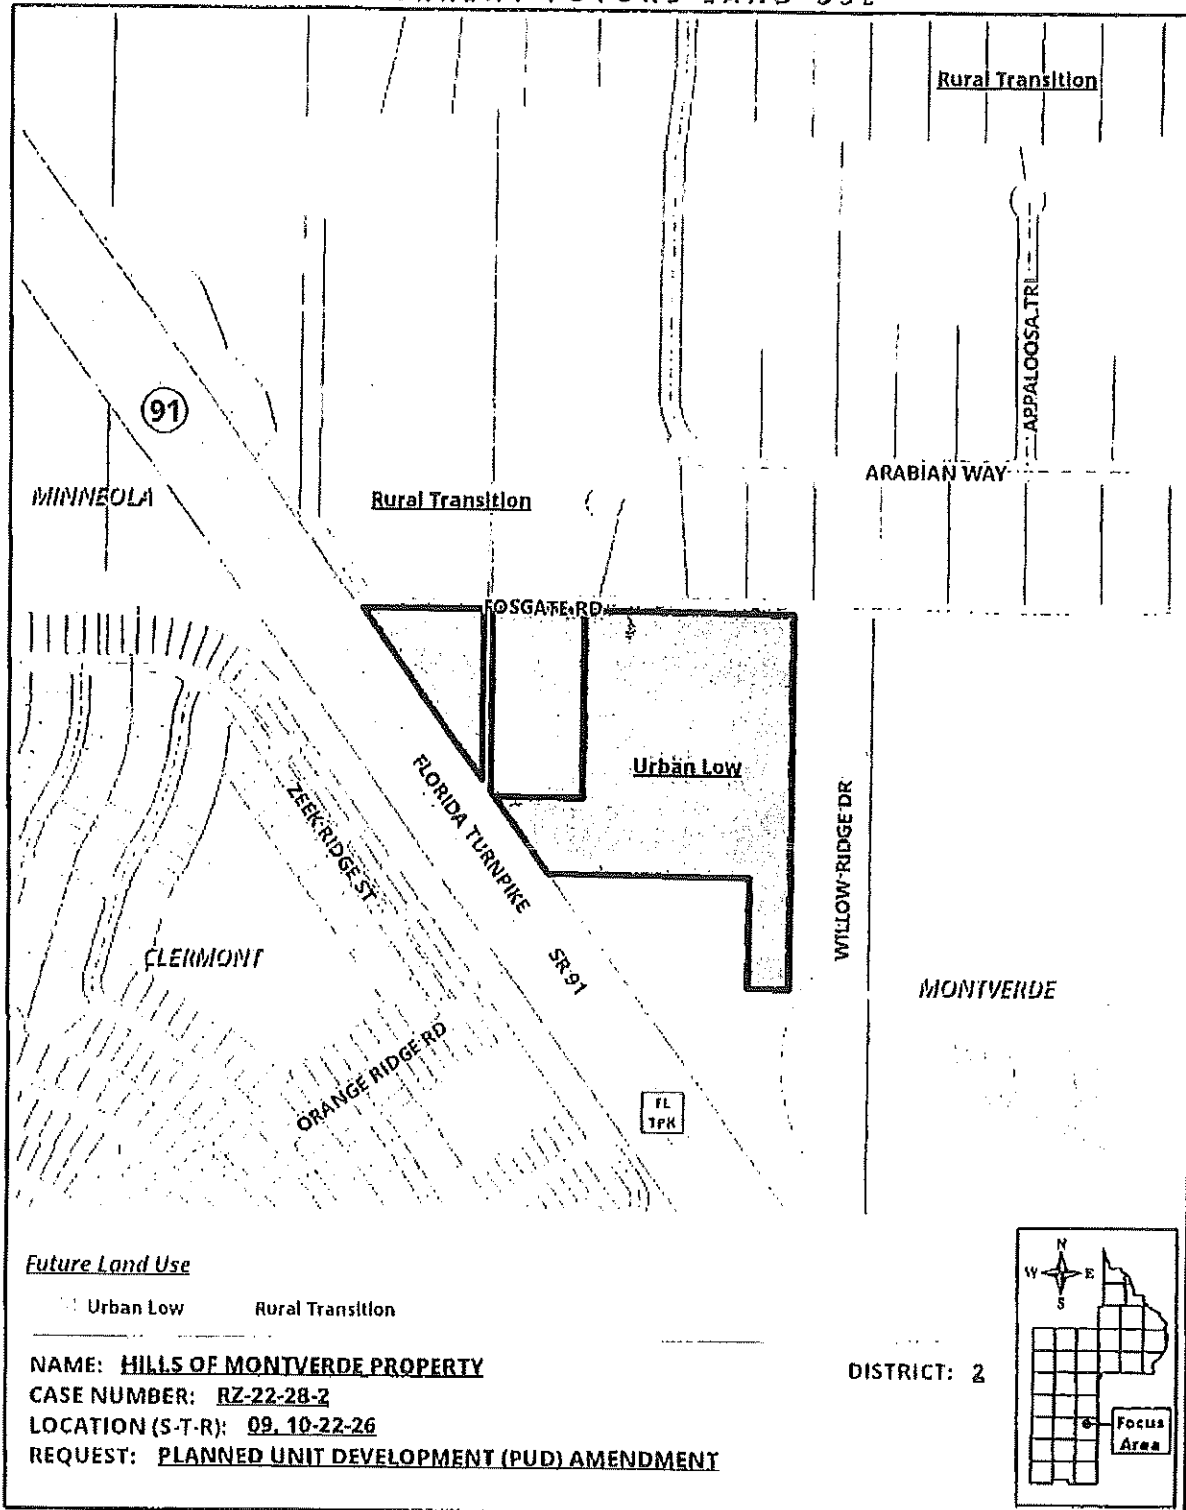 FUTURE LAND USE
Rural Transition
APPALOOSA TRL
91
ARABIAN WAY
MINNEOLA
Rural Transition
FOSGATE RD
Urban Low
FLORIDA TURNPIKE
ZEEK RIDGE ST
WILLOW-RIDGE DR
CLERMONT
SR 91
MONTVERDE
ORANGE RIDGE RD
FL
TPK
Future Land Use
Urban Low Rural Transition
NAME: HILLS OF MONTVERDE PROPERTY
CASE NUMBER: RZ-22-28-2
LOCATION (S-T-R): 09, 10-22-26
REQUEST: PLANNED UNIT DEVELOPMENT (PUD) AMENDMENT
DISTRICT: 2
N
W E
S
Focus
Area